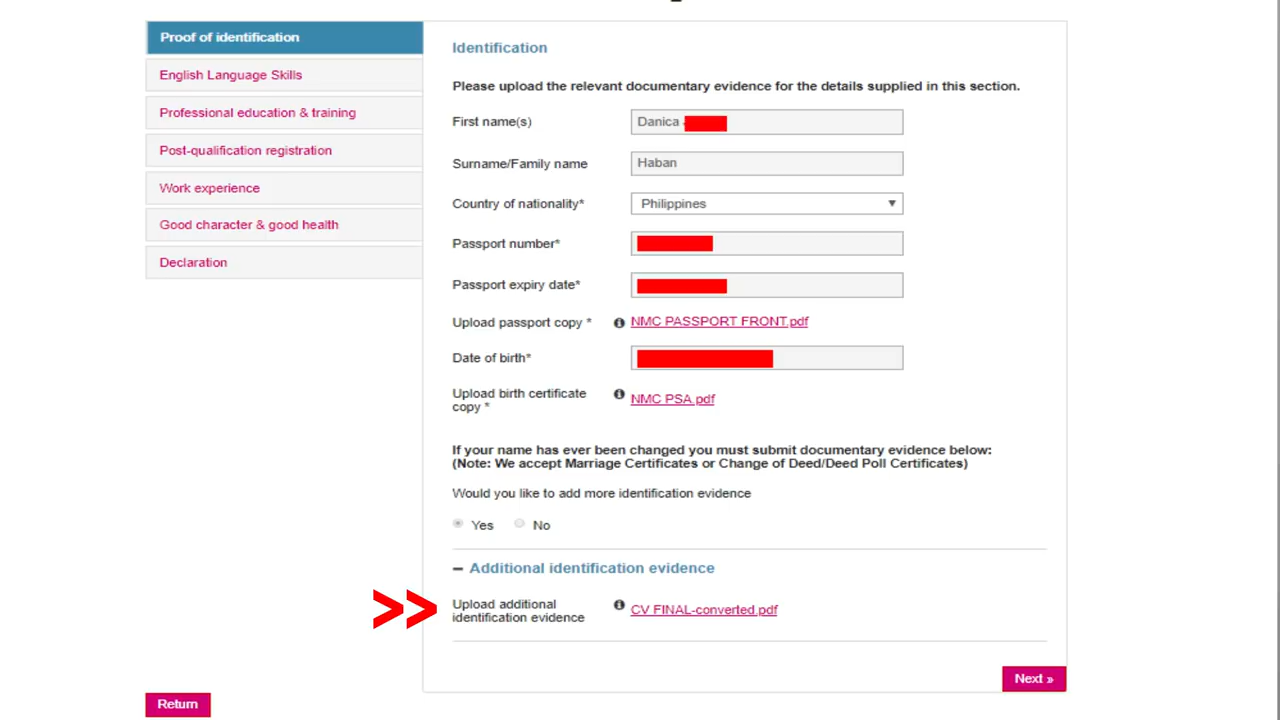 Proof of identification
English Language Skills
Professional education & training
Post-qualification registration
Work experience
Good character & good health
Declaration
Identification
Please upload the relevant documentary evidence for the details supplied in this section.
First name(s)
Danica
Surname/Family name
Haban
Country of nationality*
Philippines
Passport number*
Passport expiry date*
Upload passport copy *
NMC PASSPORT FRONT.pdf
Date of birth*
Upload birth certificate
copy *
NMC PSA.pdf
If your name has ever been changed you must submit documentary evidence below:
(Note: We accept Marriage Certificates or Change of Deed/Deed Poll Certificates)
Would you like to add more identification evidence
Yes No
– Additional identification evidence
>> Upload additional
identification evidence
CV FINAL-converted.pdf
Next »
Return